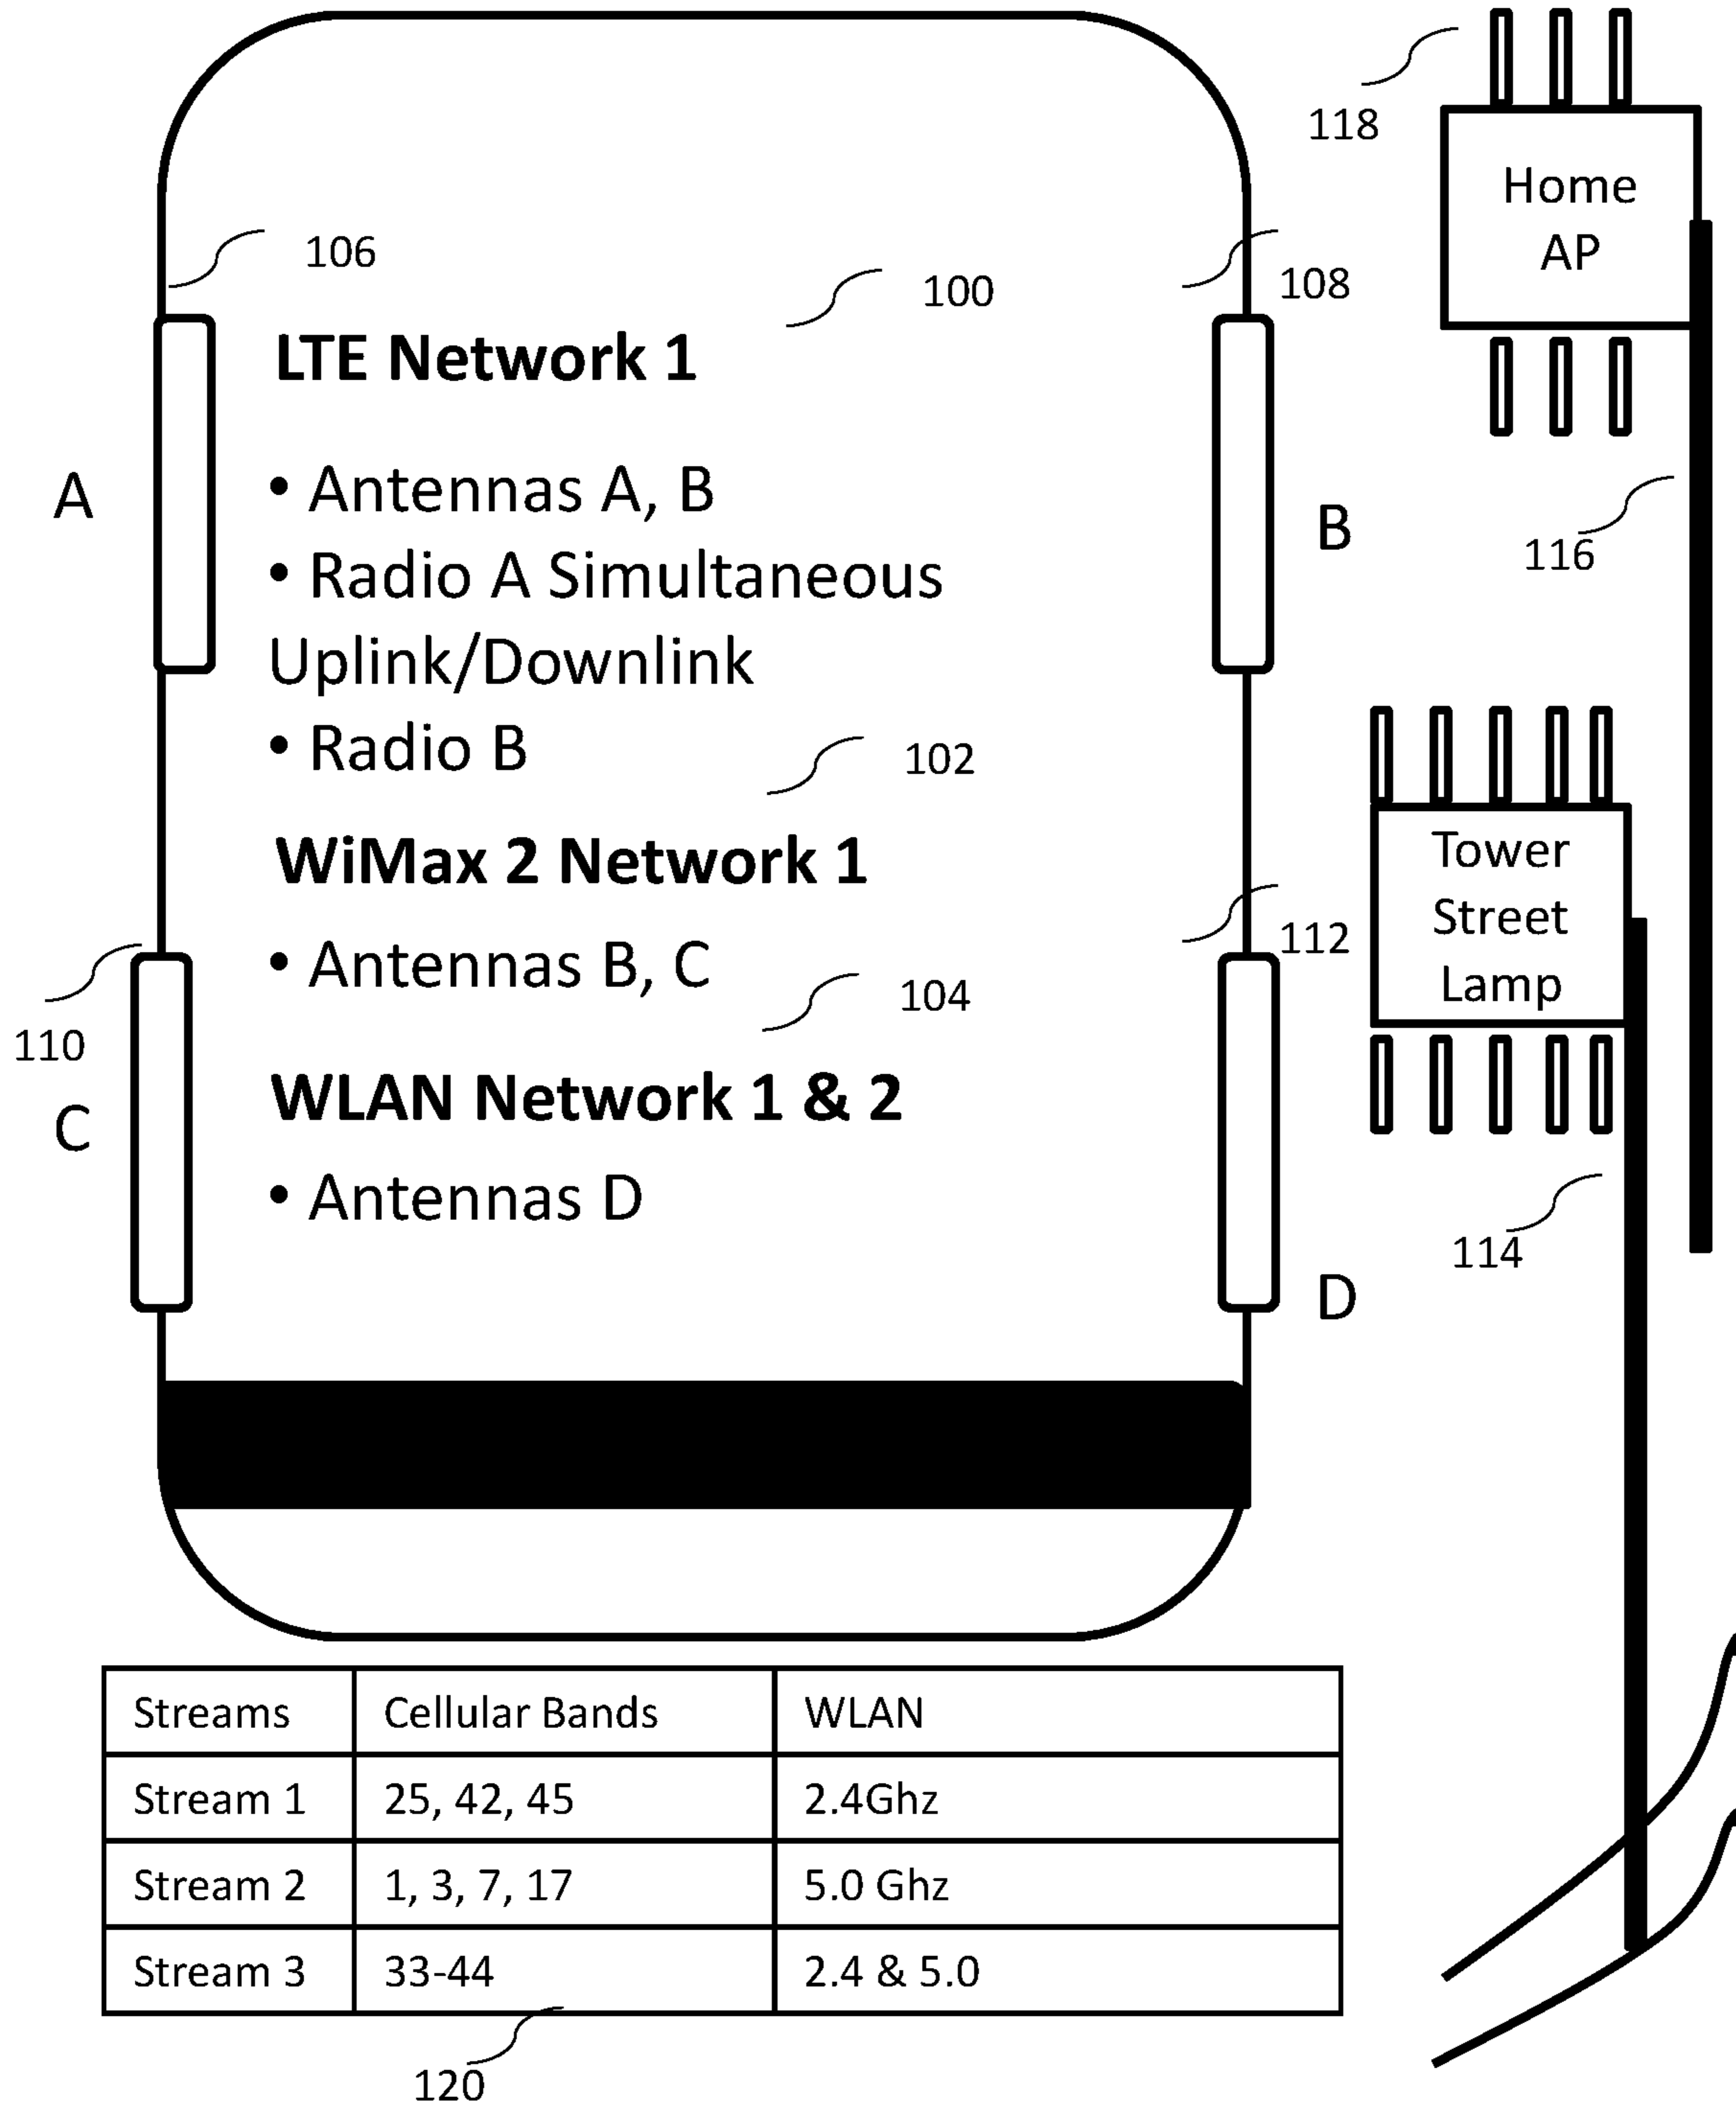 118
Home
AP
106
108
100
LTE Network 1
A
• Antennas A, B
B
• Radio A Simultaneous
Uplink/Downlink
116
• Radio B
102
WiMax 2 Network 1
Tower
Street
Lamp
112
• Antennas B, C
104
110
WLAN Network 1 & 2
C
• Antennas D
114
D
Streams Cellular Bands WLAN
Stream 1 25, 42, 45 2.4Ghz
Stream 2 1, 3, 7, 17 5.0 Ghz
Stream 3 33-44 2.4 & 5.0
120